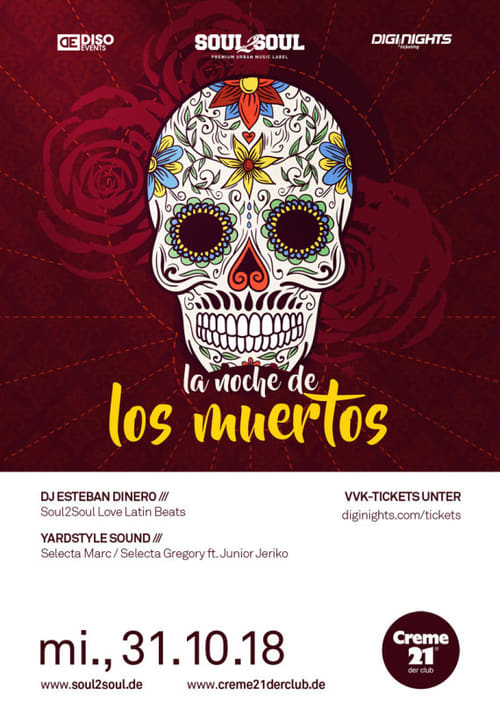 DE DISO
EVENTS
SOUL2SOUL
PREMIUM URBAN MUSIC LABEL
DIGINIGHTS
ticketing
la noche de
los muertos
DJ ESTEBAN DINERO ///
Soul2Soul Love Latin Beats
VVK-TICKETS UNTER
diginights.com/tickets
YARDSTYLE SOUND ///
Selecta Marc / Selecta Gregory ft. Junior Jeriko
mi., 31.10.18
www.soul2soul.de
www.creme21derclub.de
Creme
21®
der club